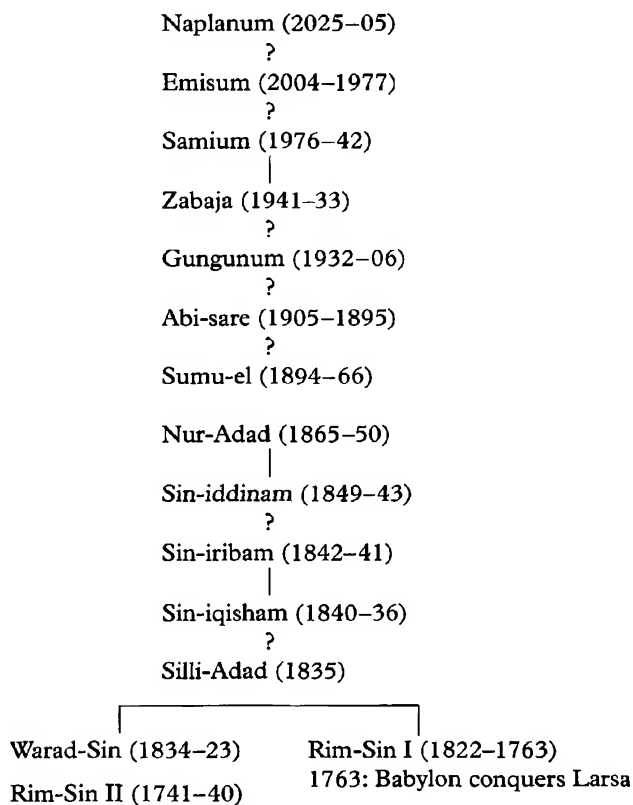 Naplanum (2025–05)
?
Emisum (2004–1977)
?
Samium (1976–42)
Zabaja (1941–33)
?
Gungunum (1932–06)
?
Abi-sare (1905–1895)
?
Sumu-el (1894–66)
Nur-Adad (1865–50)
Sin-iddinam (1849–43)
?
Sin-iribam (1842–41)
Sin-iqisham (1840–36)
?
Silli-Adad (1835)
Warad-Sin (1834–23)
Rim-Sin I (1822–1763)
1763: Babylon conquers Larsa
Rim-Sin II (1741–40)